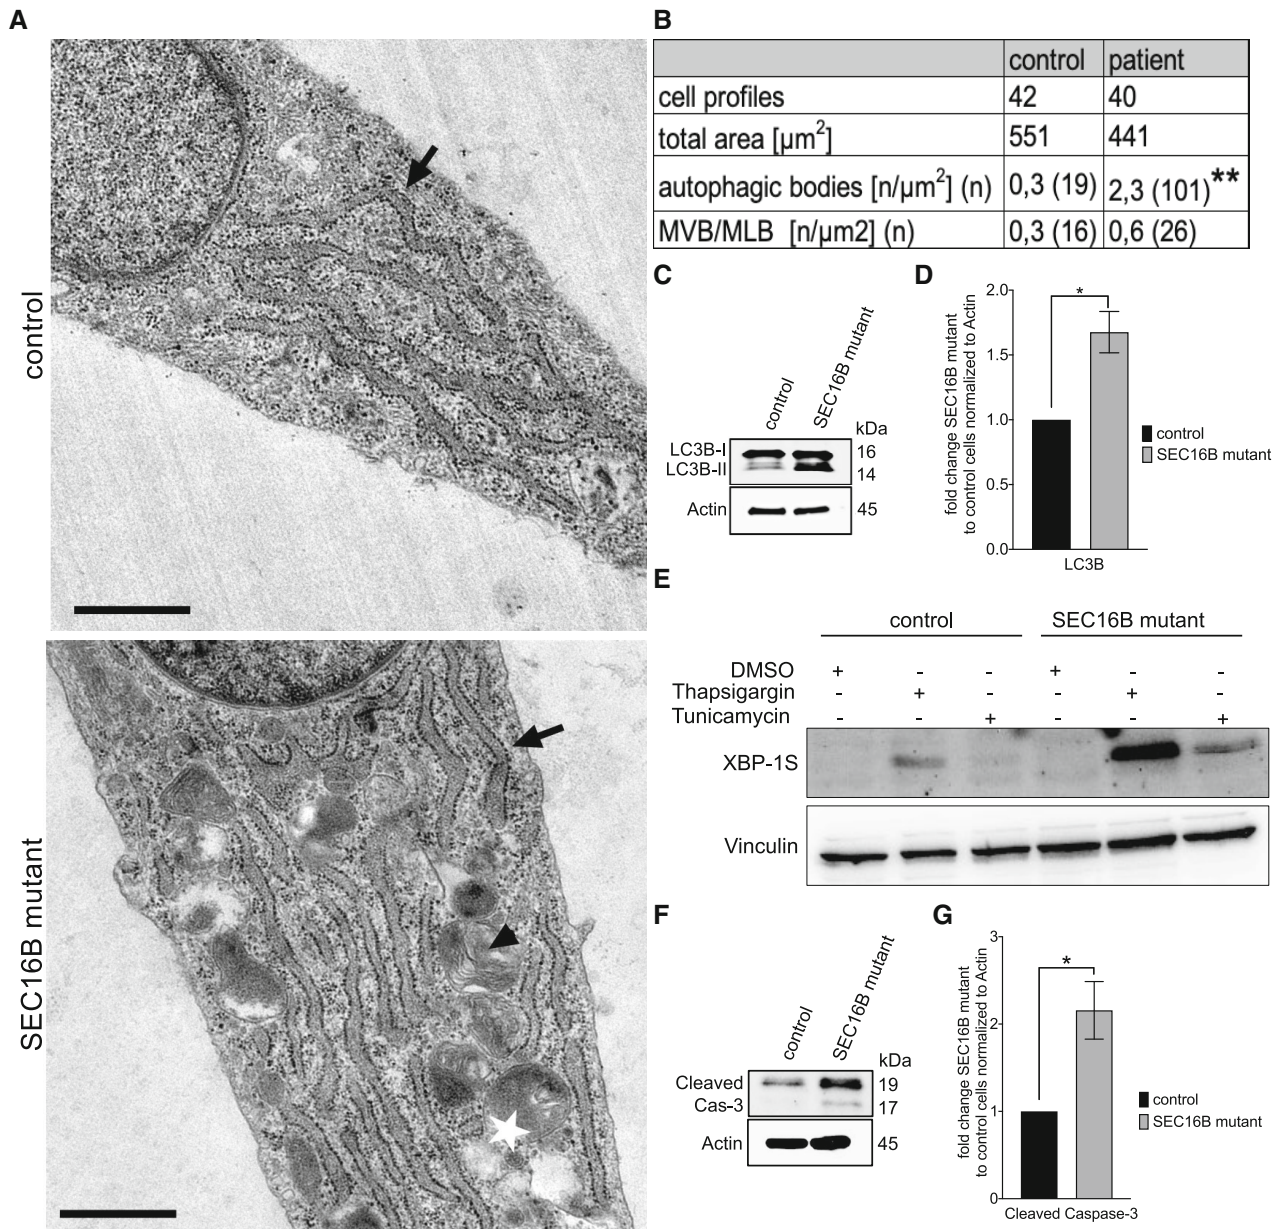 A
control
SEC16B mutant
B
control patient
cell profiles 42 40
total area [µm²] 551 441
autophagic bodies [n/µm²] (n) 0,3 (19) 2,3 (101)**
MVB/MLB [n/µm2] (n) 0,3 (16) 0,6 (26)
C
control
SEC16B mutant
kDa
LC3B-I 16
LC3B-II 14
Actin 45
D
fold change SEC16B mutant
to control cells normalized to Actin
2.0
1.5
1.0
0.5
0.0
*
LC3B
control
SEC16B mutant
E
control SEC16B mutant
DMSO + - - + - -
Thapsigargin - + - - + -
Tunicamycin - - + - - +
XBP-1S
Vinculin
F
control
SEC16B mutant
kDa
Cleaved 19
Cas-3 17
Actin 45
G
fold change SEC16B mutant
to control cells normalized to Actin
3
2
1
0
*
Cleaved Caspase-3
control
SEC16B mutant